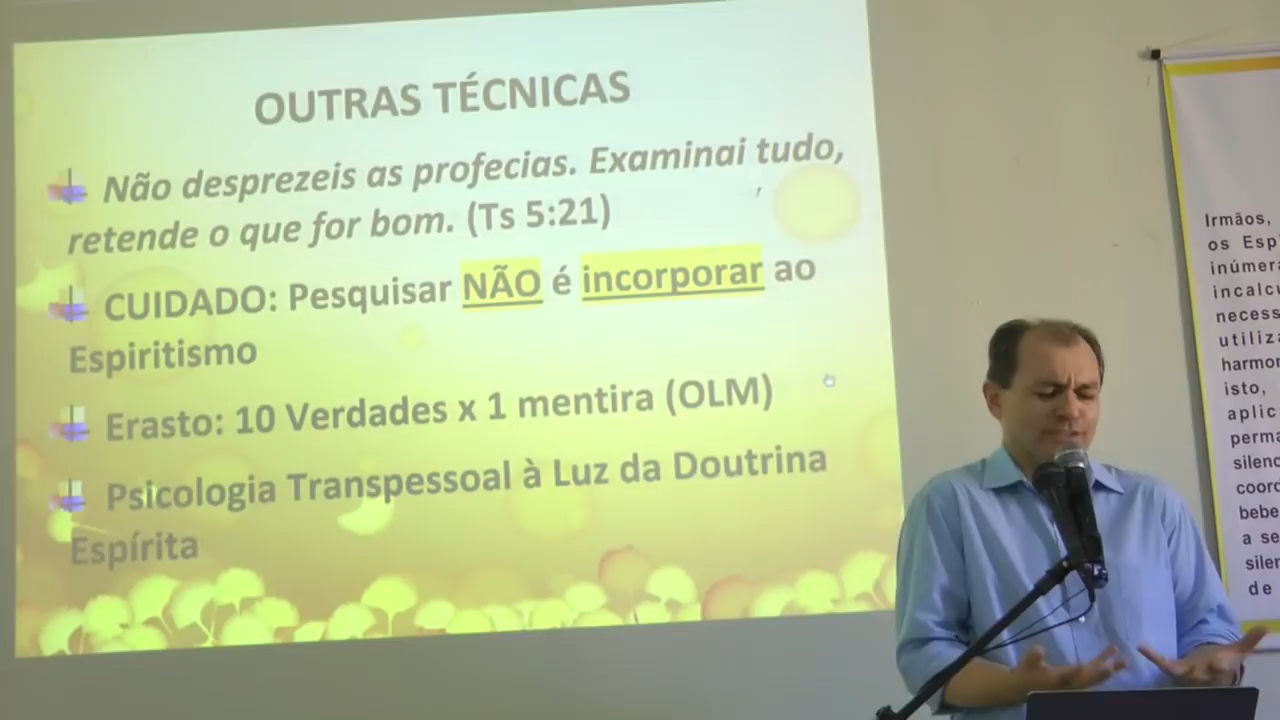 OUTRAS TÉCNICAS
Não desprezeis as profecias. Examinai tudo,
retende o que for bom. (Ts 5:21)
CUIDADO: Pesquisar NÃO é incorporar ao
Espiritismo
Erasto: 10 Verdades x 1 mentira (OLM)
Psicologia Transpessoal à Luz da Doutrina
Espírita
Irmãos,
os Esp
inúmera
incalcu
necess
utiliza
harmon
isto,
aplic
perma
silenc
coord
bebe
a se
silen
de